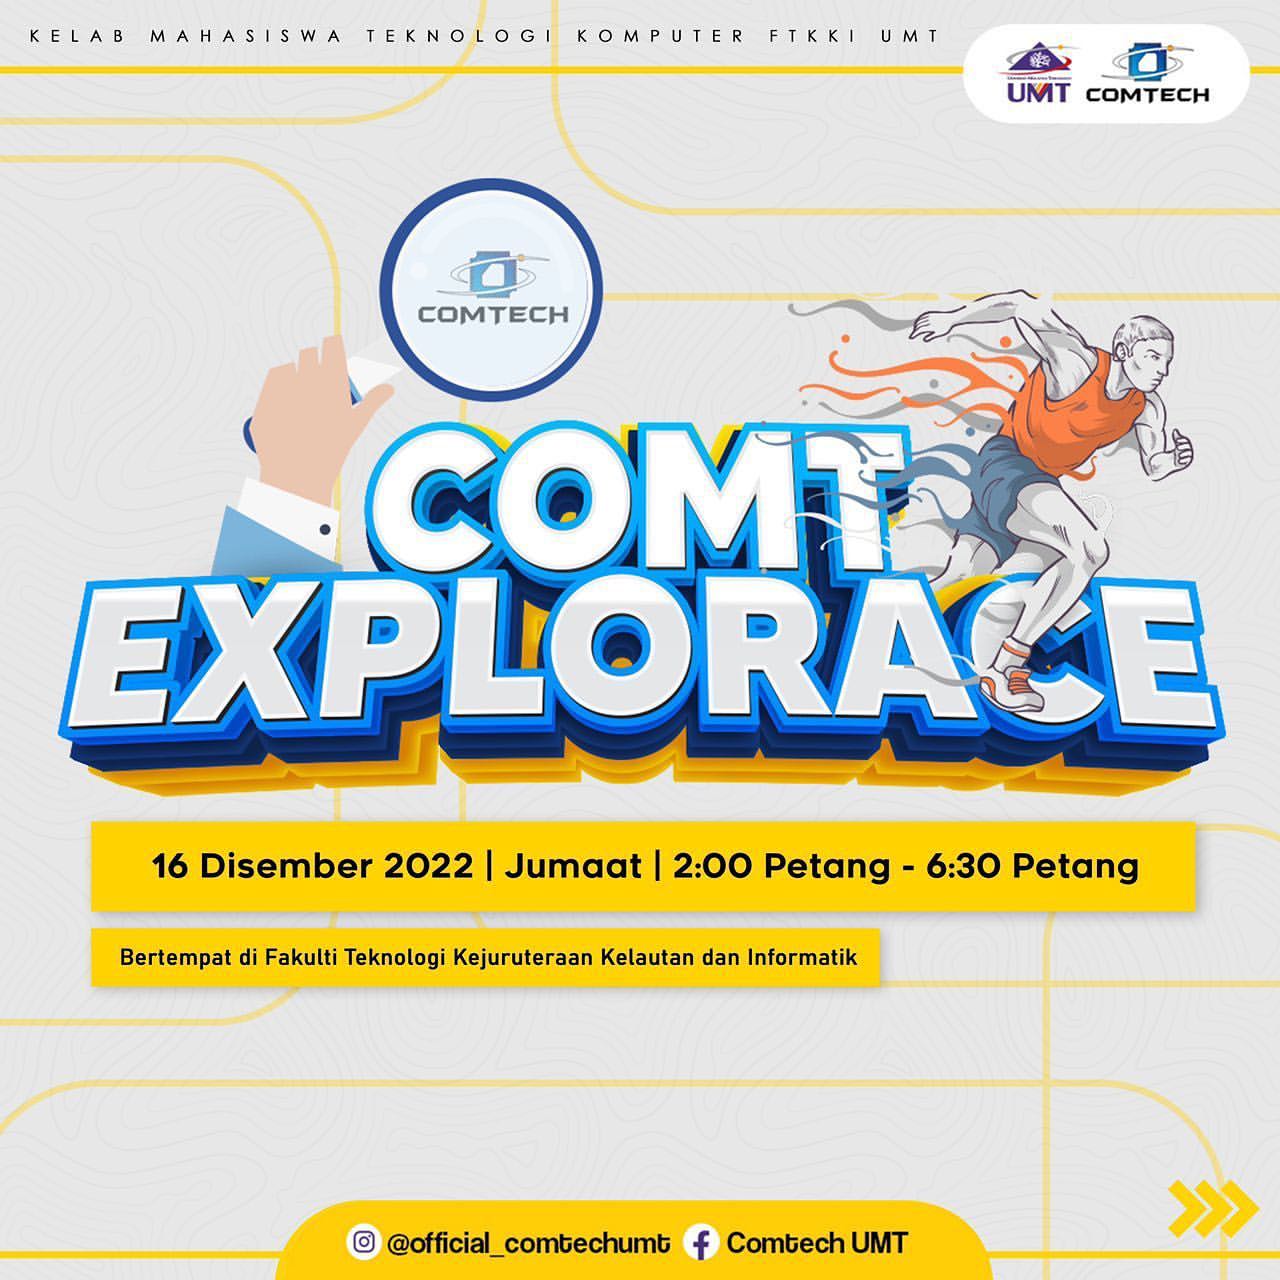 KELAB MAHASISWA TEKNOLOGI KOMPUTER FTKKI UMT
UMT COMTECH
COMTECH
COMT
EXPLORACE
16 Disember 2022 | Jumaat | 2:00 Petang - 6:30 Petang
Bertempat di Fakulti Teknologi Kejuruteraan Kelautan dan Informatik
@official_comtechumt Comtech UMT